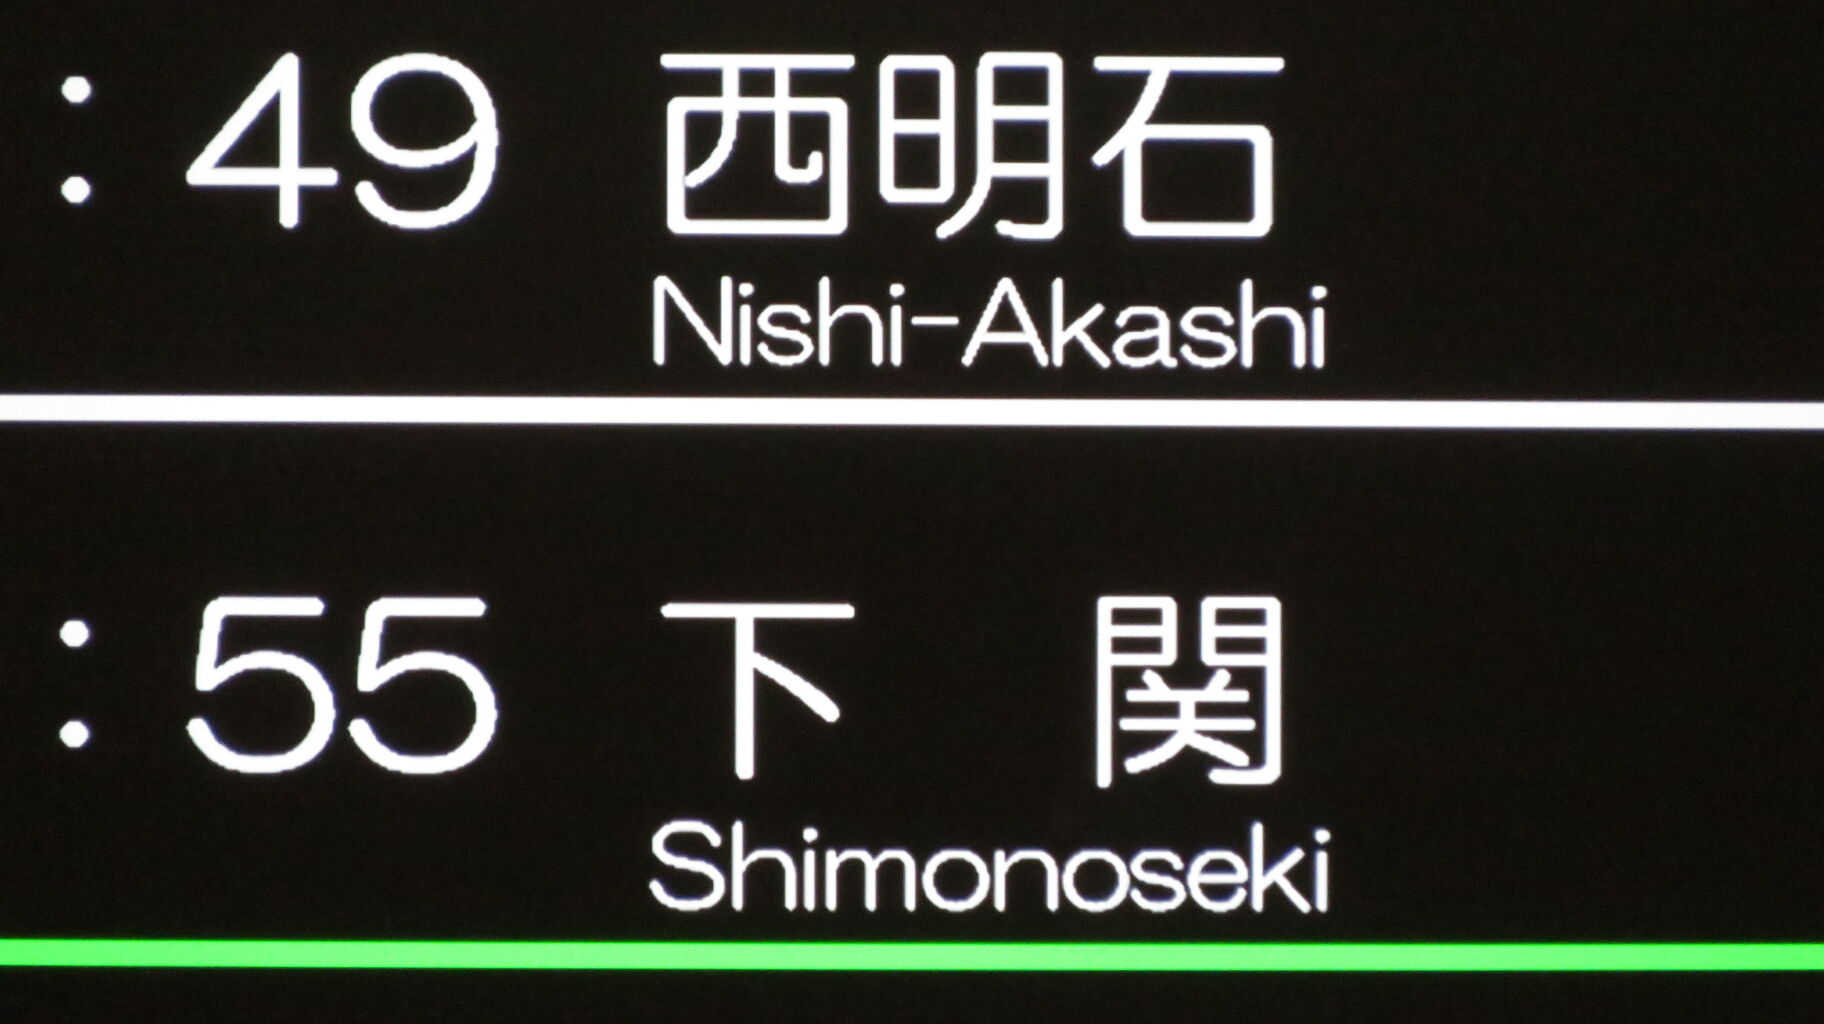 :49 西明石
Nishi-Akashi
:55 下 関
Shimonoseki